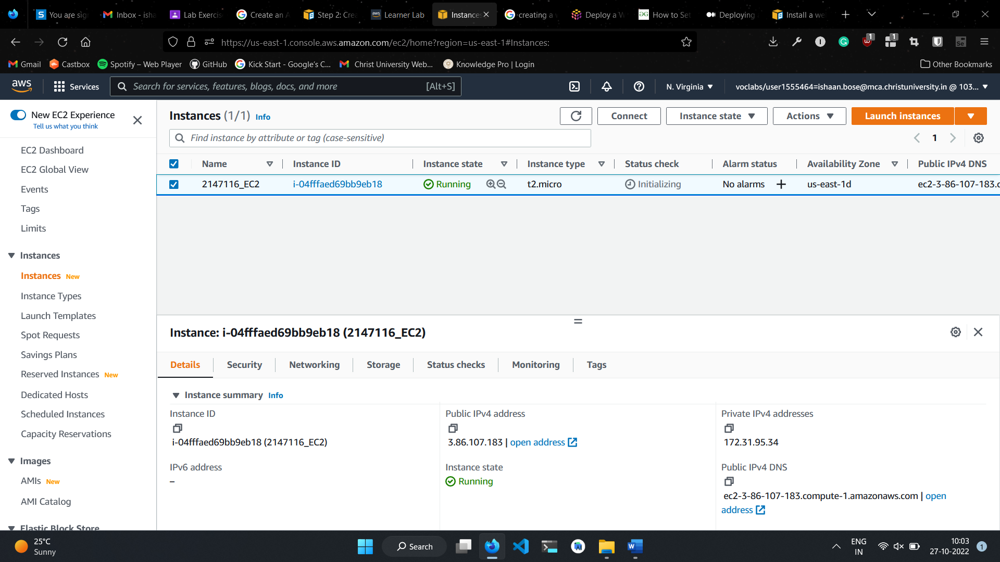 You are sig
Inbox - isha
Lab Exercis
Create an A
Step 2: Crea
aws Learner Lab
Instances
creating a v
Deploy a W
How to Set
Deploying
Install a we
https://us-east-1.console.aws.amazon.com/ec2/home?region=us-east-1#Instances:
1
1
Gmail
Castbox
Spotify – Web Player
GitHub
Kick Start - Google's C...
Christ University Web...
Knowledge Pro | Login
Other Bookmarks
aws
Services
Search for services, features, blogs, docs, and more [Alt+S]
N. Virginia
voclabs/user1555464=ishaan.bose@mca.christuniversity.in @ 103...
New EC2 Experience
Tell us what you think
EC2 Dashboard
EC2 Global View
Events
Tags
Limits
Instances
Instances New
Instance Types
Launch Templates
Spot Requests
Savings Plans
Reserved Instances New
Dedicated Hosts
Scheduled Instances
Capacity Reservations
Images
AMIs New
AMI Catalog
Elastic Block Store
Instances (1/1) Info
Connect
Instance state
Actions
Launch instances
Find instance by attribute or tag (case-sensitive)
1
Name Instance ID Instance state Instance type Status check Alarm status Availability Zone Public IPv4 DNS
2147116_EC2 i-04fffaed69bb9eb18 Running t2.micro Initializing No alarms us-east-1d ec2-3-86-107-183.c
Instance: i-04fffaed69bb9eb18 (2147116_EC2)
Details Security Networking Storage Status checks Monitoring Tags
Instance summary Info
Instance ID
i-04fffaed69bb9eb18 (2147116_EC2)
Public IPv4 address
3.86.107.183 | open address
Private IPv4 addresses
172.31.95.34
IPv6 address
–
Instance state
Running
Public IPv4 DNS
ec2-3-86-107-183.compute-1.amazonaws.com | open
address
25°C
Sunny
Search
ENG
IN
10:03
27-10-2022
1